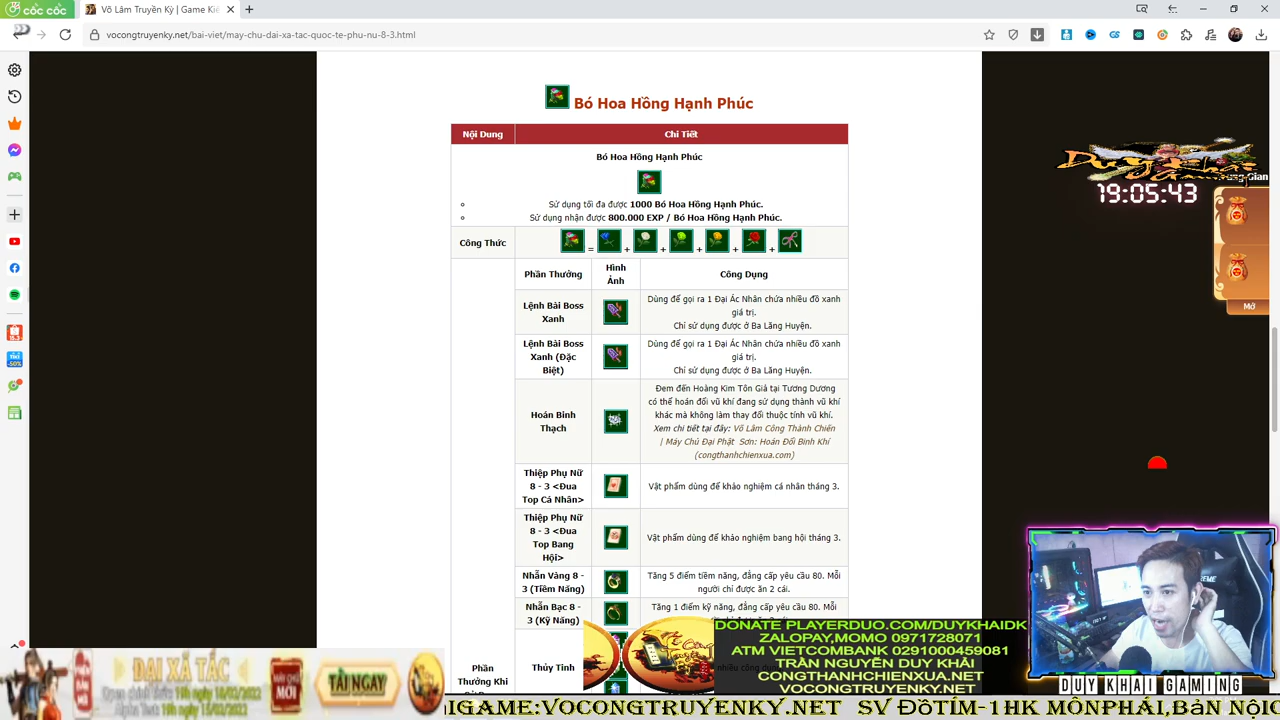 CỐC CỐC
Võ Lâm Truyền Kỳ | Game Kiế
vocongtruyenky.net/bai-viet/may-chu-dai-xa-tac-quoc-te-phu-nu-8-3.html
Bó Hoa Hồng Hạnh Phúc
Nội Dung
Chi Tiết
Bó Hoa Hồng Hạnh Phúc
Sử dụng tối đa được 1000 Bó Hoa Hồng Hạnh Phúc.
Sử dụng nhận được 800.000 EXP / Bó Hoa Hồng Hạnh Phúc.
Công Thức
= + + + + +
Phần Thưởng
Hình
Ảnh
Công Dụng
Lệnh Bài Boss
Xanh
Dùng để gọi ra 1 Đại Ác Nhân chứa nhiều đồ xanh
giá trị.
Chỉ sử dụng được ở Ba Lăng Huyện.
Lệnh Bài Boss
Xanh (Đặc
Biệt)
Dùng để gọi ra 1 Đại Ác Nhân chứa nhiều đồ xanh
giá trị.
Chỉ sử dụng được ở Ba Lăng Huyện.
Hoán Binh
Thạch
Đem đến Hoàng Kim Tôn Giả tại Tương Dương
có thể hoán đổi vũ khí đang sử dụng thành vũ khí
khác mà không làm thay đổi thuộc tính vũ khí.
Xem chi tiết tại đây: Võ Lâm Công Thành Chiến
| Máy Chủ Đại Phật Sơn: Hoán Đổi Binh Khí
(congthanhchienxua.com)
Thiệp Phụ Nữ
8 - 3 <Đua
Top Cá Nhân>
Vật phẩm dùng để khảo nghiệm cá nhân tháng 3.
Thiệp Phụ Nữ
8 - 3 <Đua
Top Bang
Hội>
Vật phẩm dùng để khảo nghiệm bang hội tháng 3.
Nhẫn Vàng 8 -
3 (Tiềm Năng)
Tăng 5 điểm tiềm năng, đẳng cấp yêu cầu 80. Mỗi
người chỉ được ăn 2 cái.
Nhẫn Bạc 8 -
3 (Kỹ Năng)
Tăng 1 điểm kỹ năng, đẳng cấp yêu cầu 80. Mỗi
Thủy Tinh
Phần
Thưởng Khi
19:05:43
Mở
ĐẠI XÀ TẮC
MÁY CHỦ
MỚI
TẢI NGAY
DONATE PLAYERDUO.COM/DUYKHAIDK
ZALOPAY,MOMO 0971728071
ATM VIETCOMBANK 0291000459081
TRẦN NGUYÊN DUY KHẢI
CONGTHANHCHIENXUA.NET
VOCONGTRUYENKY.NET
DUY KHAI GAMING
IGAME:VOCONGTRUYENKY.NET SV ĐỒTÍM-1HK MÔNPHÁI,BẢN NỘIC